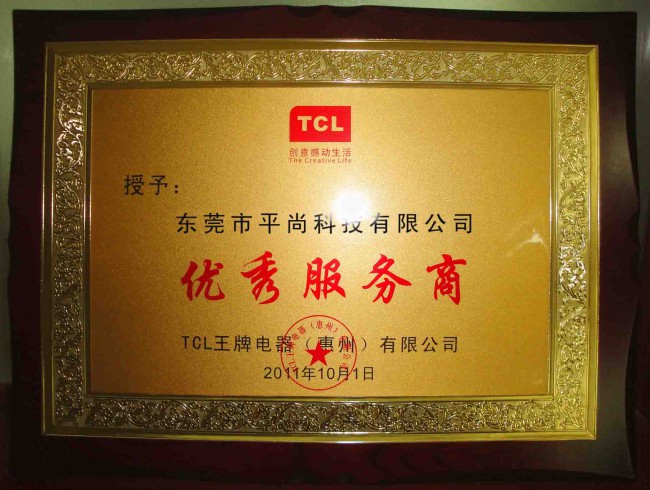 TCL
创意感动生活
The Creative Life
授予：
东莞市平尚科技有限公司
优秀服务商
TCL王牌电器（惠州）有限公司
2011年10月1日